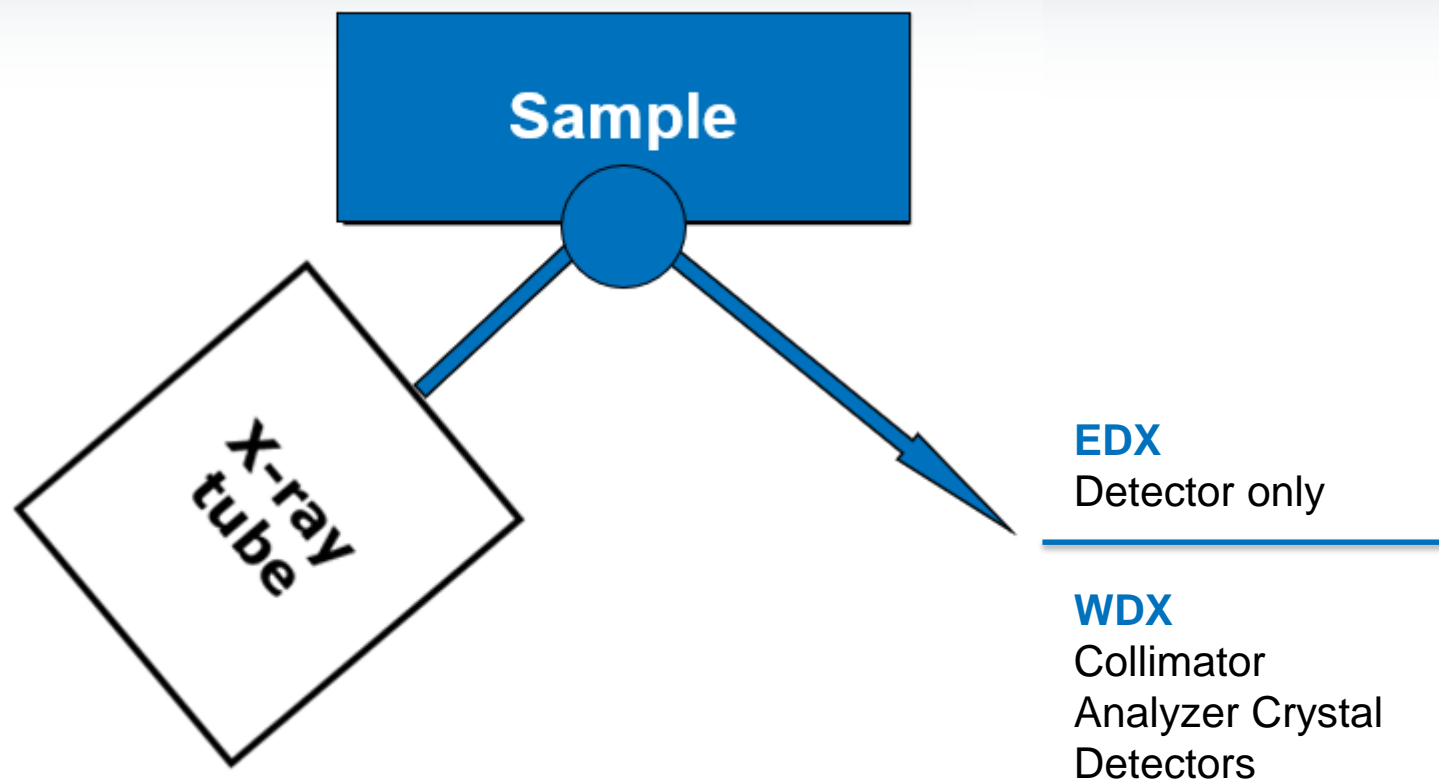 Sample
X-ray
tube
EDX
Detector only
WDX
Collimator
Analyzer Crystal
Detectors